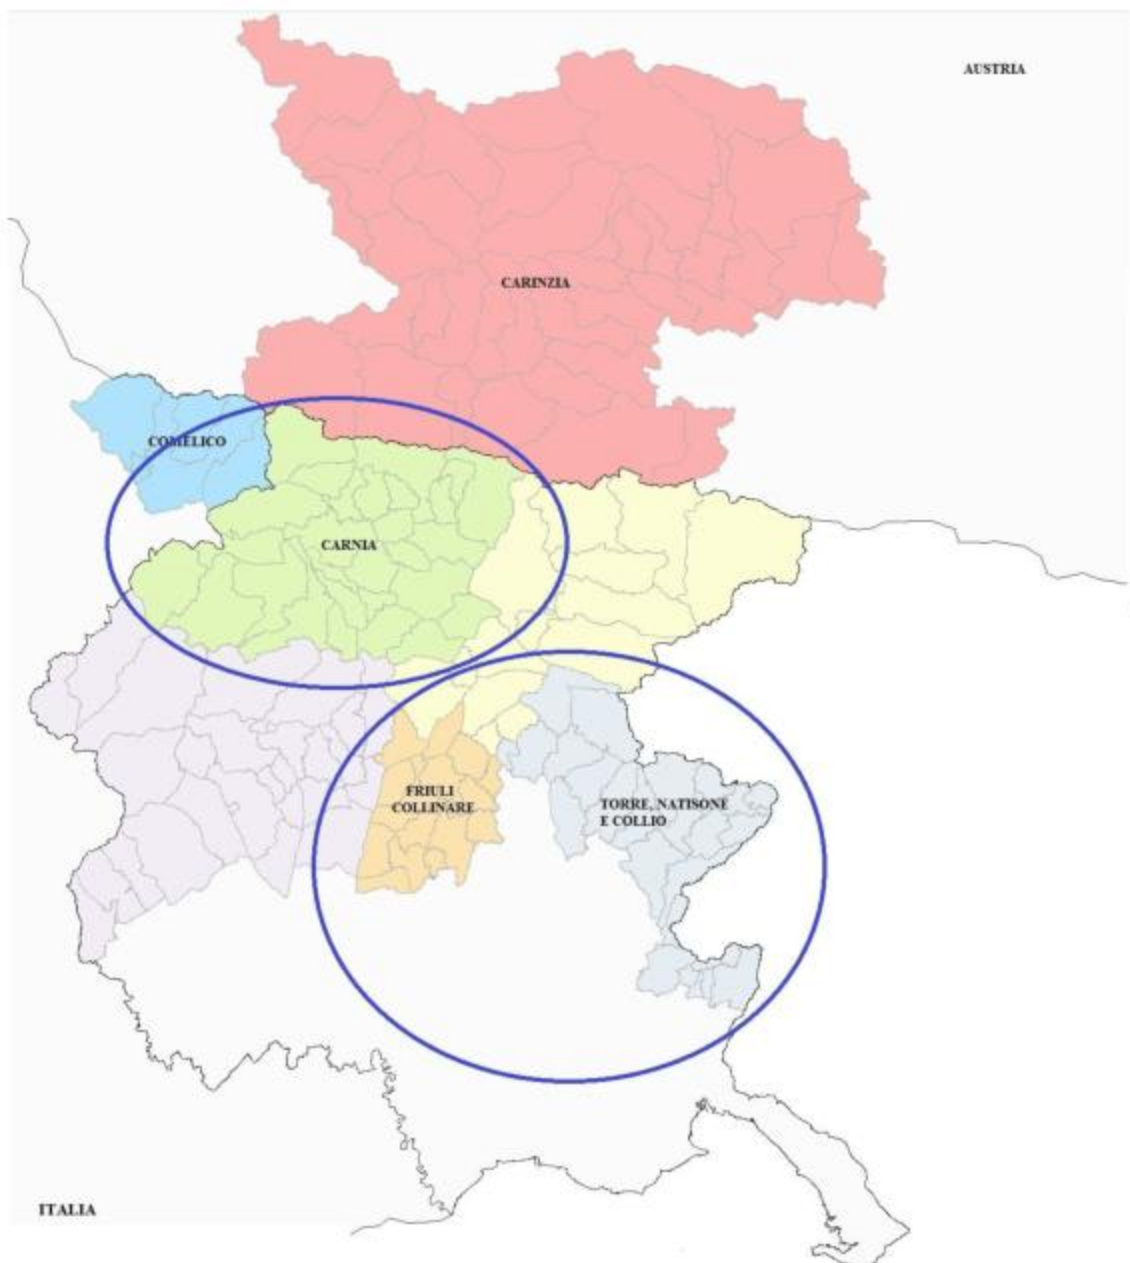 AUSTRIA
CARINZIA
COMELICO
CARNIA
FRIULI
COLLINARE
TORRE, NATISONE
E COLLIO
ITALIA